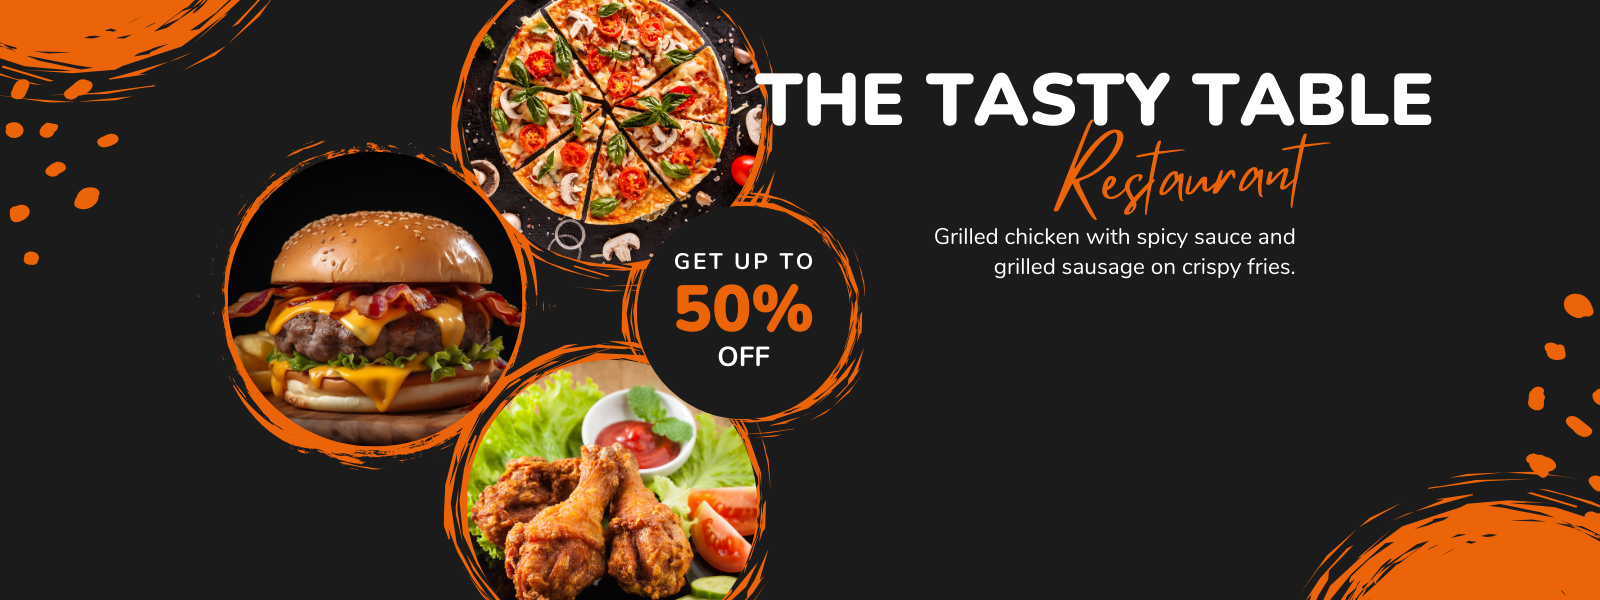 THE TASTY TABLE
Restaurant
Grilled chicken with spicy sauce and
grilled sausage on crispy fries.
GET UP TO
50%
OFF